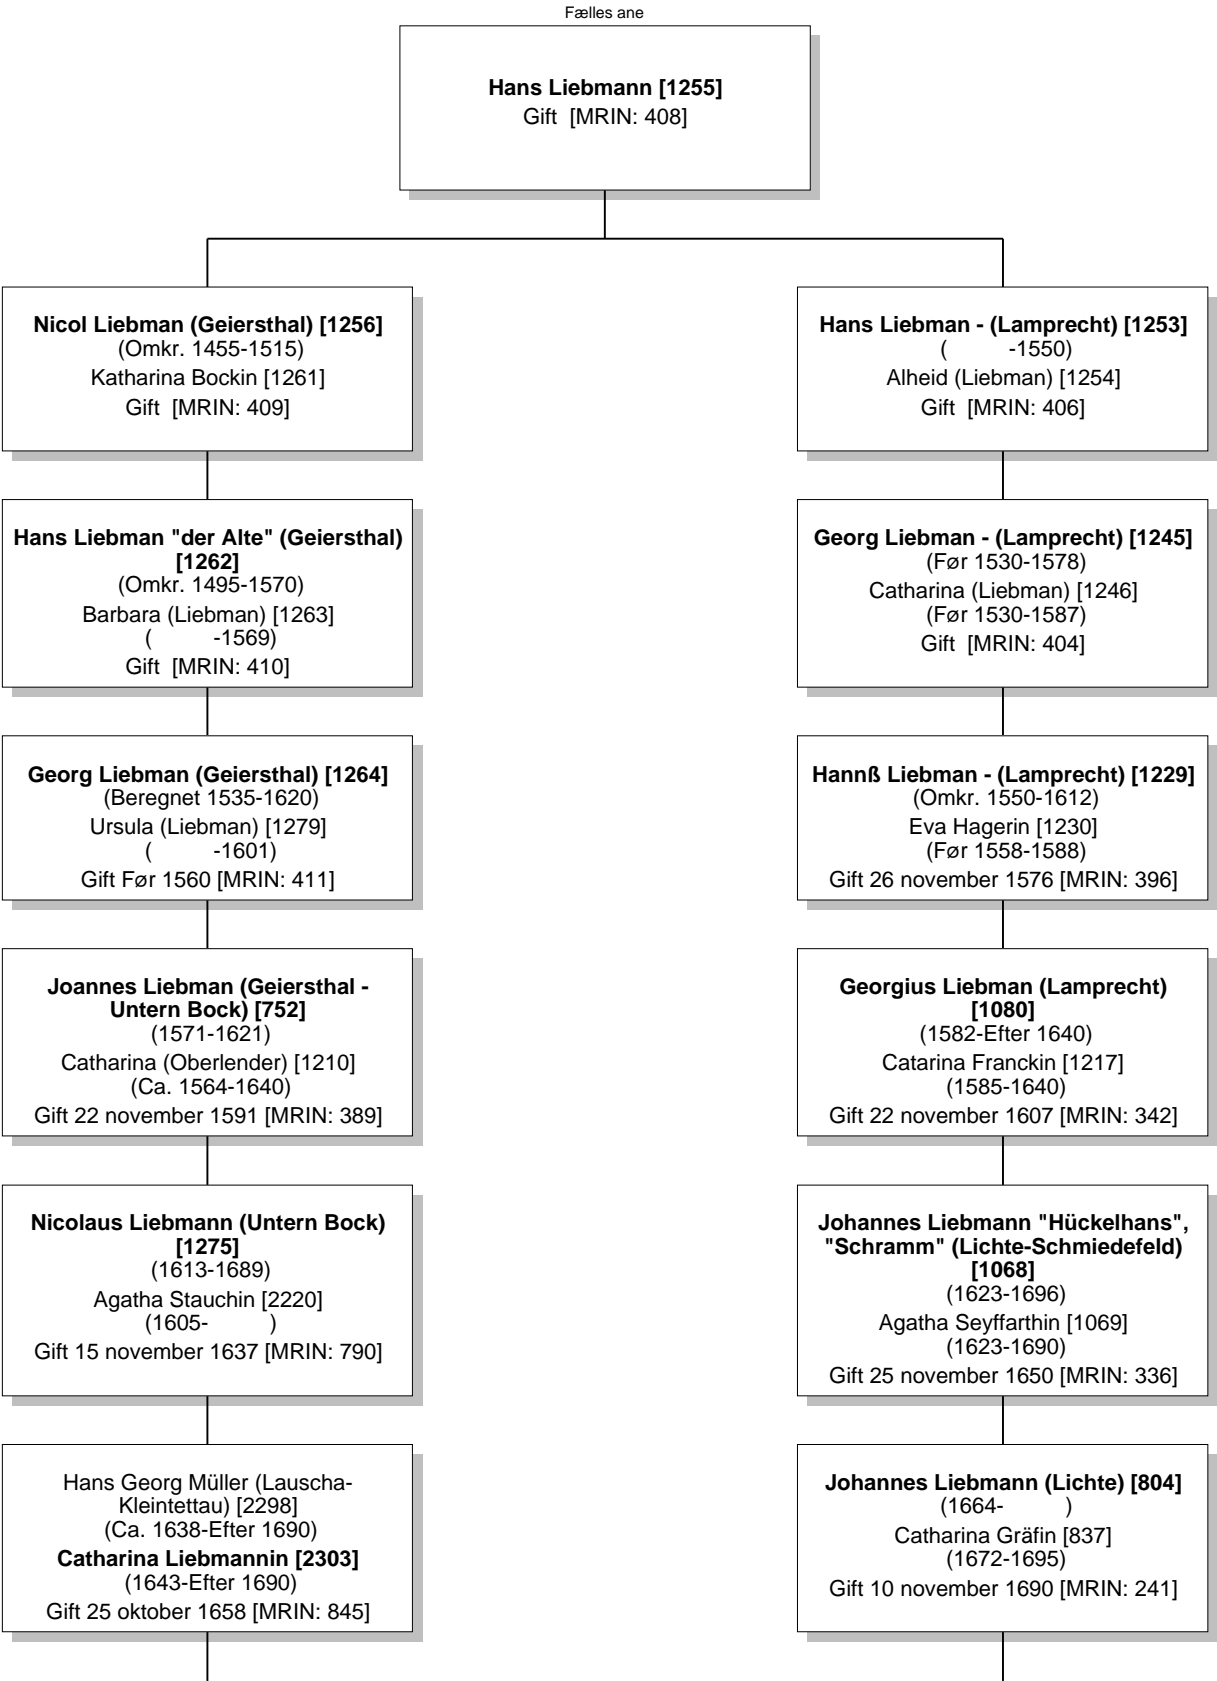 Fælles ane
Hans Liebmann [1255]
Gift [MRIN: 408]
Nicol Liebman (Geiersthal) [1256]
(Omkr. 1455-1515)
Katharina Bockin [1261]
Gift [MRIN: 409]
Hans Liebman - (Lamprecht) [1253]
( -1550)
Alheid (Liebman) [1254]
Gift [MRIN: 406]
Hans Liebman "der Alte" (Geiersthal)
[1262]
(Omkr. 1495-1570)
Barbara (Liebman) [1263]
( -1569)
Gift [MRIN: 410]
Georg Liebman - (Lamprecht) [1245]
(Før 1530-1578)
Catharina (Liebman) [1246]
(Før 1530-1587)
Gift [MRIN: 404]
Georg Liebman (Geiersthal) [1264]
(Beregnet 1535-1620)
Ursula (Liebman) [1279]
( -1601)
Gift Før 1560 [MRIN: 411]
Hannß Liebman - (Lamprecht) [1229]
(Omkr. 1550-1612)
Eva Hagerin [1230]
(Før 1558-1588)
Gift 26 november 1576 [MRIN: 396]
Joannes Liebman (Geiersthal -
Untern Bock) [752]
(1571-1621)
Catharina (Oberlender) [1210]
(Ca. 1564-1640)
Gift 22 november 1591 [MRIN: 389]
Georgius Liebman (Lamprecht)
[1080]
(1582-Efter 1640)
Catarina Franckin [1217]
(1585-1640)
Gift 22 november 1607 [MRIN: 342]
Nicolaus Liebmann (Untern Bock)
[1275]
(1613-1689)
Agatha Stauchin [2220]
(1605- )
Gift 15 november 1637 [MRIN: 790]
Johannes Liebmann "Hückelhans",
"Schramm" (Lichte-Schmiedefeld)
[1068]
(1623-1696)
Agatha Seyffarthin [1069]
(1623-1690)
Gift 25 november 1650 [MRIN: 336]
Hans Georg Müller (Lauscha-
Kleintettau) [2298]
(Ca. 1638-Efter 1690)
Catharina Liebmannin [2303]
(1643-Efter 1690)
Gift 25 oktober 1658 [MRIN: 845]
Johannes Liebmann (Lichte) [804]
(1664- )
Catharina Gräfin [837]
(1672-1695)
Gift 10 november 1690 [MRIN: 241]